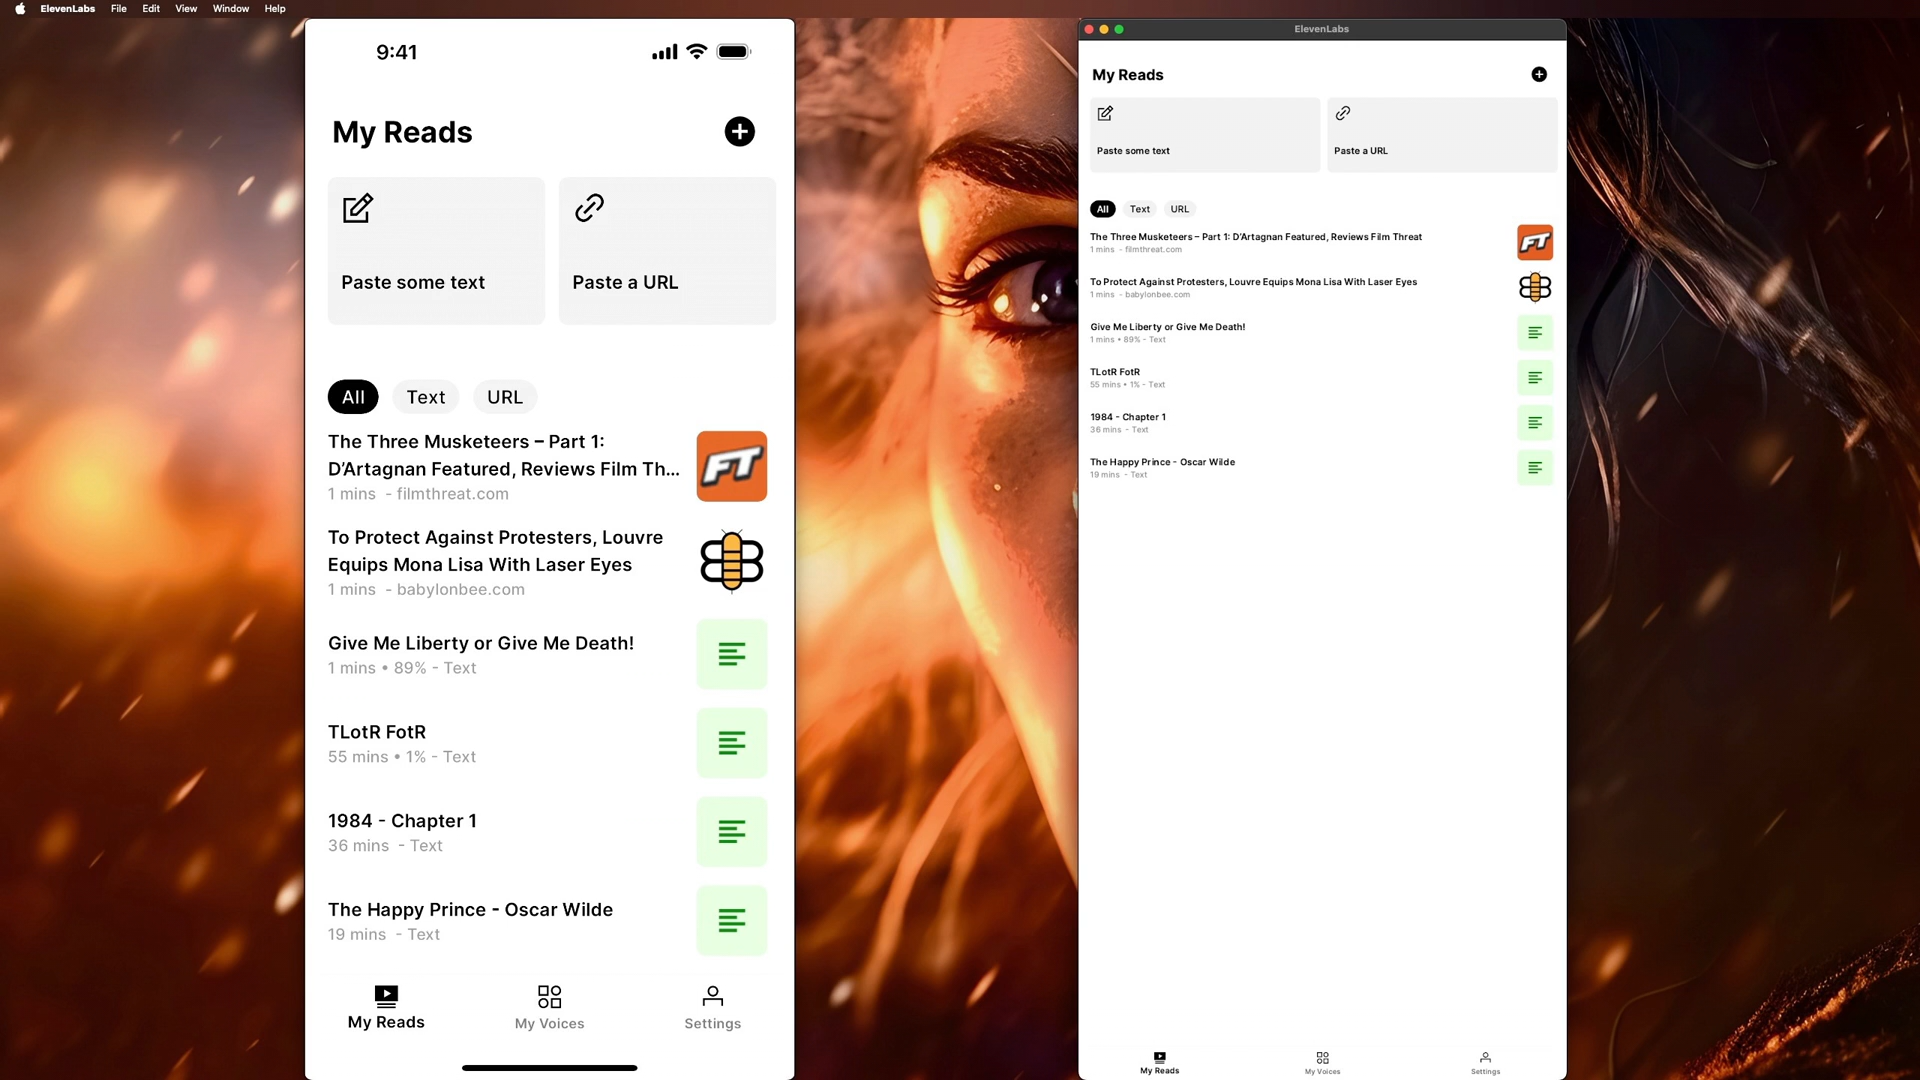 ElevenLabs File Edit View Window Help
9:41
My Reads
Paste some text
Paste a URL
All Text URL
The Three Musketeers – Part 1:
D'Artagnan Featured, Reviews Film Th...
1 mins - filmthreat.com
FT
To Protect Against Protesters, Louvre
Equips Mona Lisa With Laser Eyes
1 mins - babylonbee.com
Give Me Liberty or Give Me Death!
1 mins • 89% - Text
TLotR FotR
55 mins • 1% - Text
1984 - Chapter 1
36 mins - Text
The Happy Prince - Oscar Wilde
19 mins - Text
My Reads My Voices Settings
ElevenLabs
My Reads
Paste some text
Paste a URL
All Text URL
The Three Musketeers – Part 1: D'Artagnan Featured, Reviews Film Threat
1 mins - filmthreat.com
FT
To Protect Against Protesters, Louvre Equips Mona Lisa With Laser Eyes
1 mins - babylonbee.com
Give Me Liberty or Give Me Death!
1 mins • 89% - Text
TLotR FotR
55 mins • 1% - Text
1984 - Chapter 1
36 mins - Text
The Happy Prince - Oscar Wilde
19 mins - Text
My Reads My Voices Settings